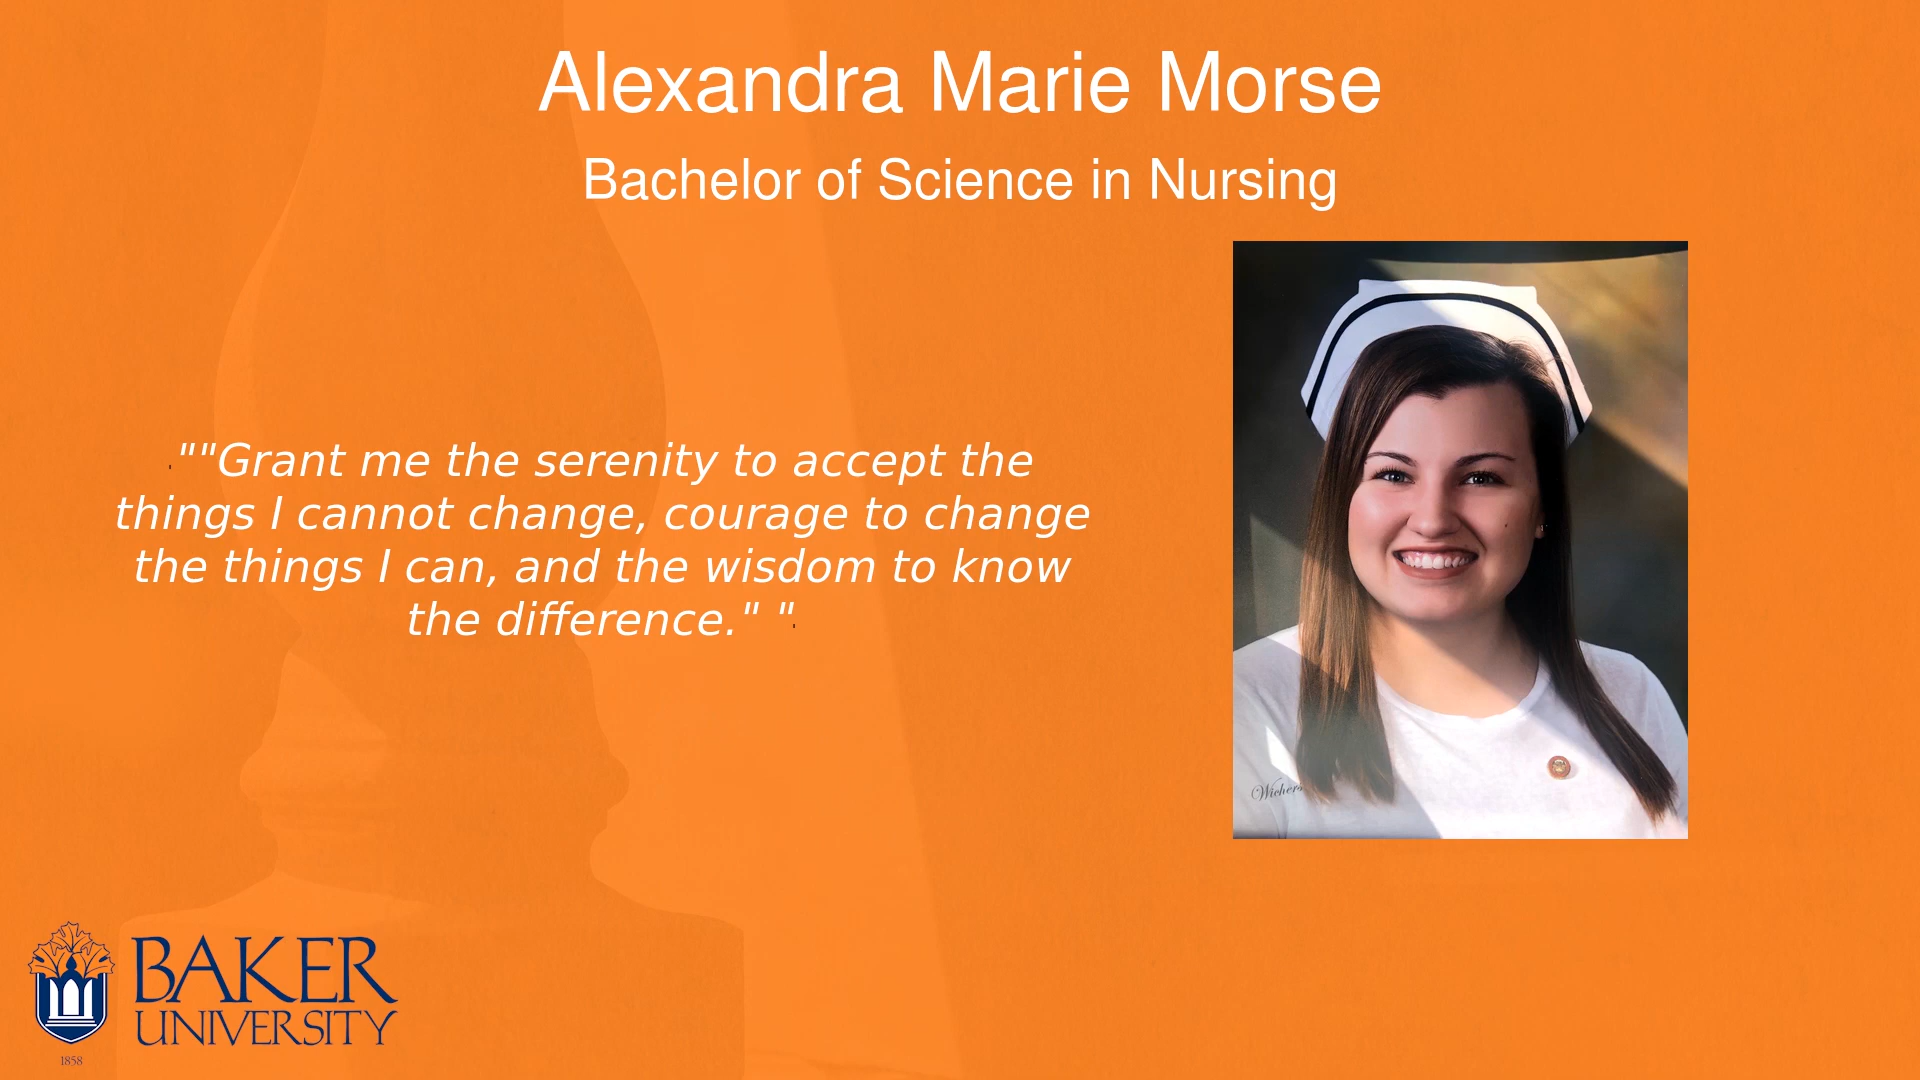 Alexandra Marie Morse
Bachelor of Science in Nursing
""Grant me the serenity to accept the
things I cannot change, courage to change
the things I can, and the wisdom to know
the difference." "
Wichers
BAKER
UNIVERSITY
1858